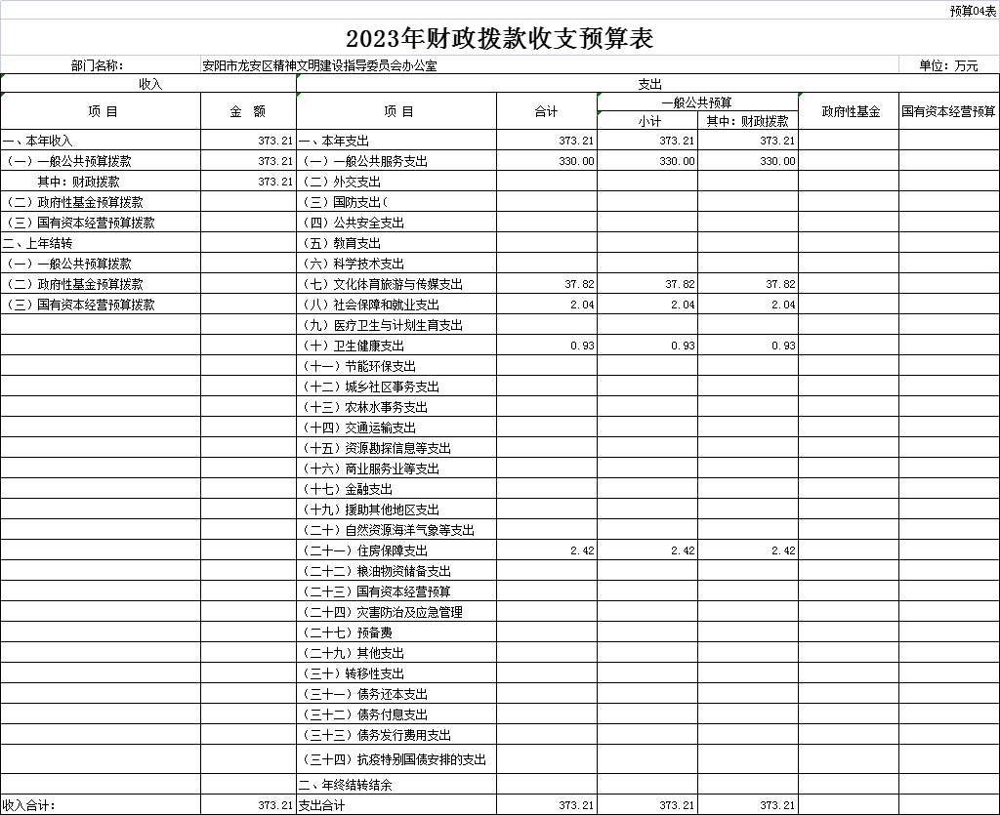 预算04表
2023年财政拨款收支预算表
部门名称: 安阳市龙安区精神文明建设指导委员会办公室 单位: 万元
收入 支出
项 目 金 额 项 目 合计 一般公共预算 政府性基金 国有资本经营预算
小计 其中: 财政拨款
一、本年收入 373.21 一、本年支出 373.21 373.21 373.21
(一)一般公共预算拨款 373.21 (一)一般公共服务支出 330.00 330.00 330.00
其中: 财政拨款 373.21 (二)外交支出
(二)政府性基金预算拨款 (三)国防支出(
(三)国有资本经营预算拨款 (四)公共安全支出
二、上年结转 (五)教育支出
(一)一般公共预算拨款 (六)科学技术支出
(二)政府性基金预算拨款 (七)文化体育旅游与传媒支出 37.82 37.82 37.82
(三)国有资本经营预算拨款 (八)社会保障和就业支出 2.04 2.04 2.04
(九)医疗卫生与计划生育支出
(十)卫生健康支出 0.93 0.93 0.93
(十一)节能环保支出
(十二)城乡社区事务支出
(十三)农林水事务支出
(十四)交通运输支出
(十五)资源勘探信息等支出
(十六)商业服务业等支出
(十七)金融支出
(十九)援助其他地区支出
(二十)自然资源海洋气象等支出
(二十一)住房保障支出 2.42 2.42 2.42
(二十二)粮油物资储备支出
(二十三)国有资本经营预算
(二十四)灾害防治及应急管理
(二十七)预备费
(二十九)其他支出
(三十)转移性支出
(三十一)债务还本支出
(三十二)债务付息支出
(三十三)债务发行费用支出
(三十四)抗疫特别国债安排的支出
二、年终结转结余
收入合计: 373.21 支出合计 373.21 373.21 373.21